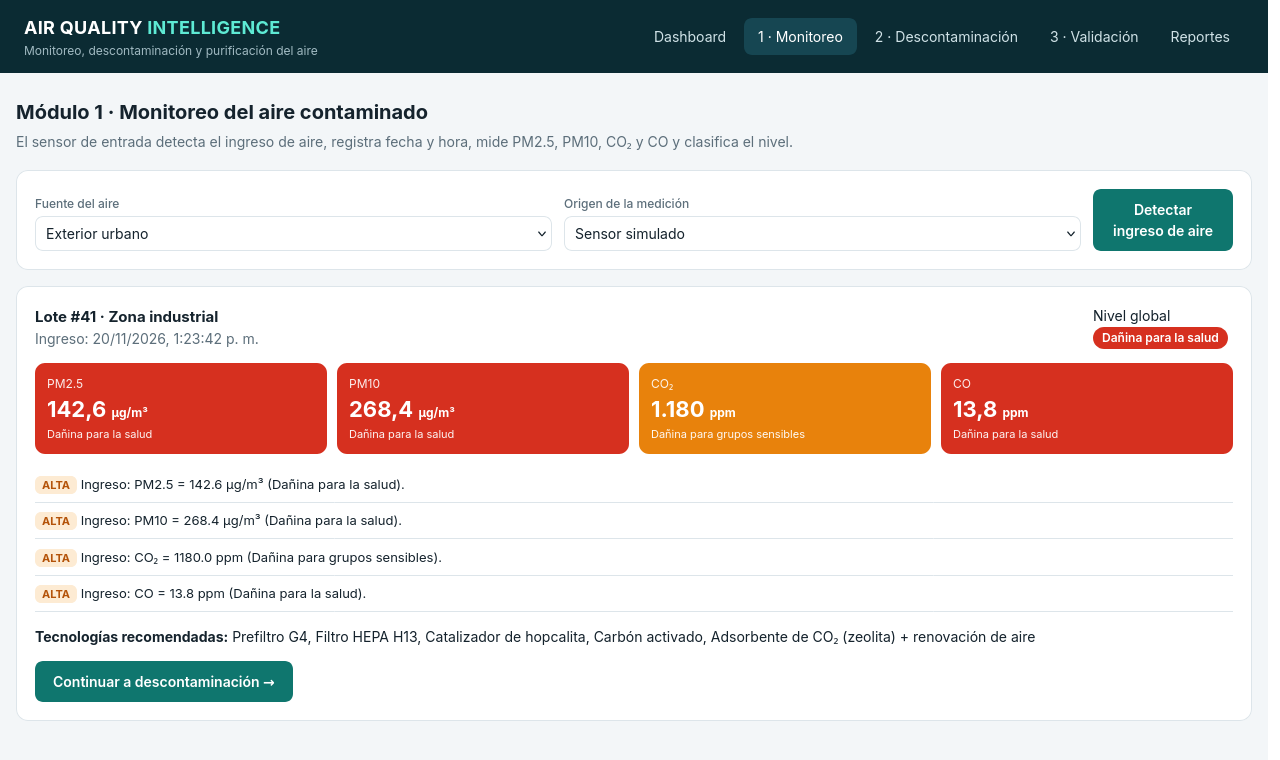 AIR QUALITY INTELLIGENCE
Monitoreo, descontaminación y purificación del aire
Dashboard
1 · Monitoreo
2 · Descontaminación
3 · Validación
Reportes
Módulo 1 · Monitoreo del aire contaminado
El sensor de entrada detecta el ingreso de aire, registra fecha y hora, mide PM2.5, PM10, CO₂ y CO y clasifica el nivel.
Fuente del aire
Exterior urbano
Origen de la medición
Sensor simulado
Detectar
ingreso de aire
Lote #41 · Zona industrial
Ingreso: 20/11/2026, 1:23:42 p. m.
Nivel global
Dañina para la salud
PM2.5
142,6 µg/m³
Dañina para la salud
PM10
268,4 µg/m³
Dañina para la salud
CO₂
1.180 ppm
Dañina para grupos sensibles
CO
13,8 ppm
Dañina para la salud
ALTA Ingreso: PM2.5 = 142.6 µg/m³ (Dañina para la salud).
ALTA Ingreso: PM10 = 268.4 µg/m³ (Dañina para la salud).
ALTA Ingreso: CO₂ = 1180.0 ppm (Dañina para grupos sensibles).
ALTA Ingreso: CO = 13.8 ppm (Dañina para la salud).
Tecnologías recomendadas: Prefiltro G4, Filtro HEPA H13, Catalizador de hopcalita, Carbón activado, Adsorbente de CO₂ (zeolita) + renovación de aire
Continuar a descontaminación →